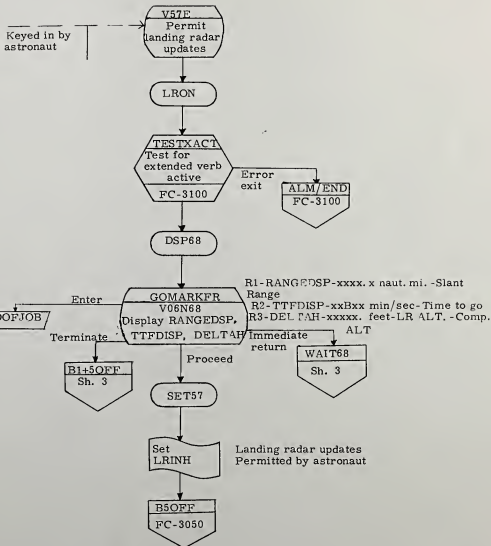 V57E
Permit
landing radar
updates
Keyed in by
astronaut
LRON
TESTXACT
Test for
extended verb
active
FC-3100
Error
exit
ALM/END
FC-3100
DSP68
R1-RANGEDSP-xxxx.x naut. mi. -Slant
Range
R2-TTFDISP-xxBxx min/sec-Time to go
R3-DELTAH-xxxxx. feet-LR ALT. -Comp.
ALT
Enter
OFJOB
GOMARKFR
V06N68
Display RANGEDSP,
TTFDISP, DELTAH
Immediate
return
WAIT68
Sh. 3
Terminate
B1+5OFF
Sh. 3
Proceed
SET57
Set
LRINH
Landing radar updates
Permitted by astronaut
B5OFF
FC-3050